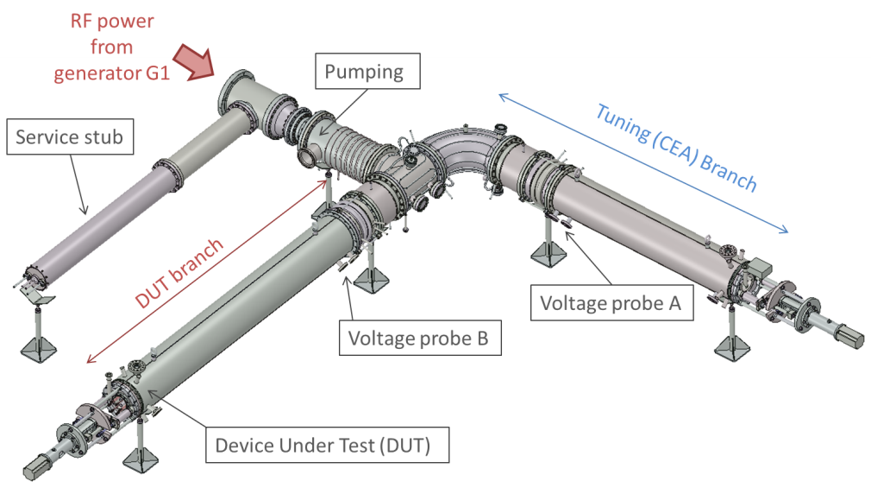 RF power
from
generator G1
Pumping
Service stub
Tuning (CEA) Branch
DUT branch
Voltage probe A
Voltage probe B
Device Under Test (DUT)